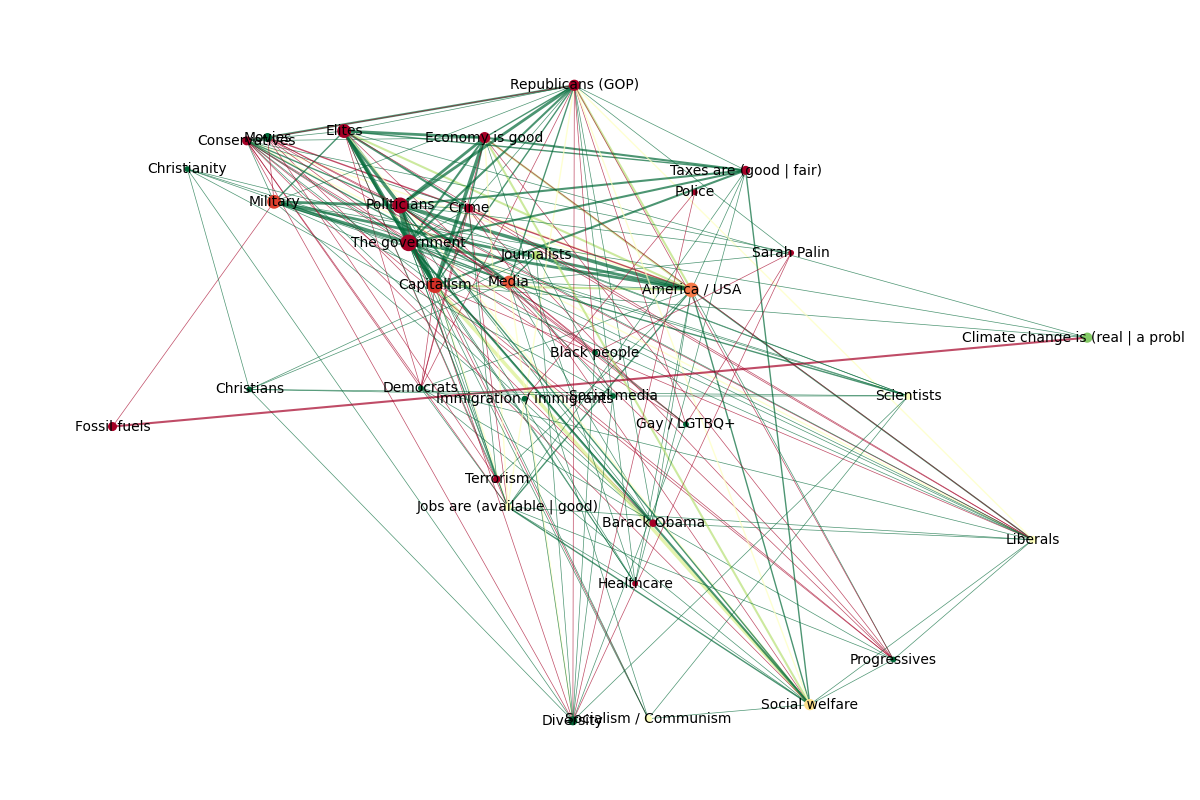 Republicans (GOP)
Elites
Movies
Conservatives
Economy is good
Christianity
Taxes are (good | fair)
Police
Military
Politicians
Crime
The government
Journalists
Sarah Palin
Capitalism
Media
America / USA
Climate change is (real | a probl
Black people
Christians
Democrats
Immigration / Immigrants
Social media
Scientists
Fossil fuels
Gay / LGTBQ+
Terrorism
Jobs are (available | good)
Barack Obama
Liberals
Healthcare
Progressives
Social welfare
Diversity
Socialism / Communism